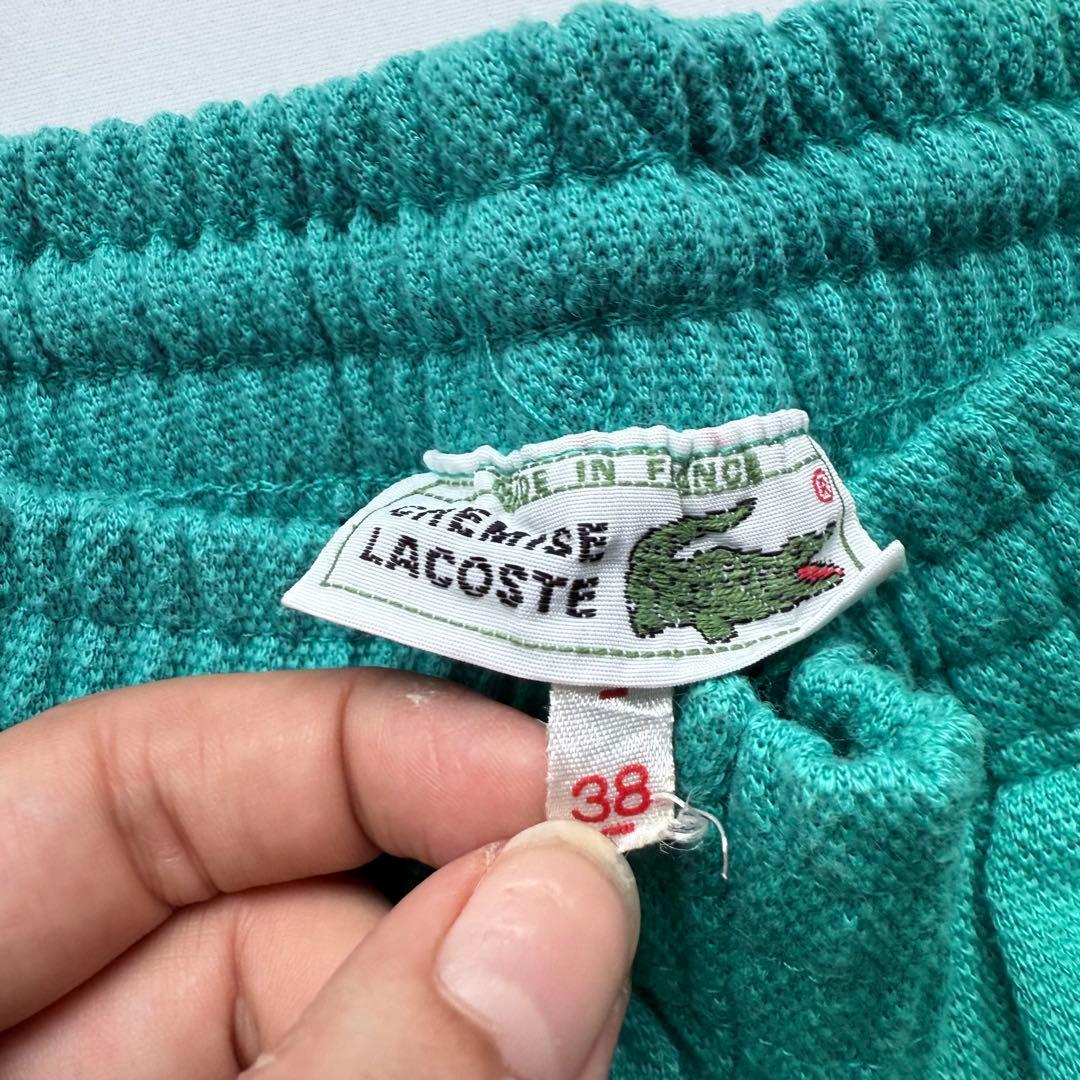 MADE IN FRANCE
®
CHEMISE
LACOSTE
38